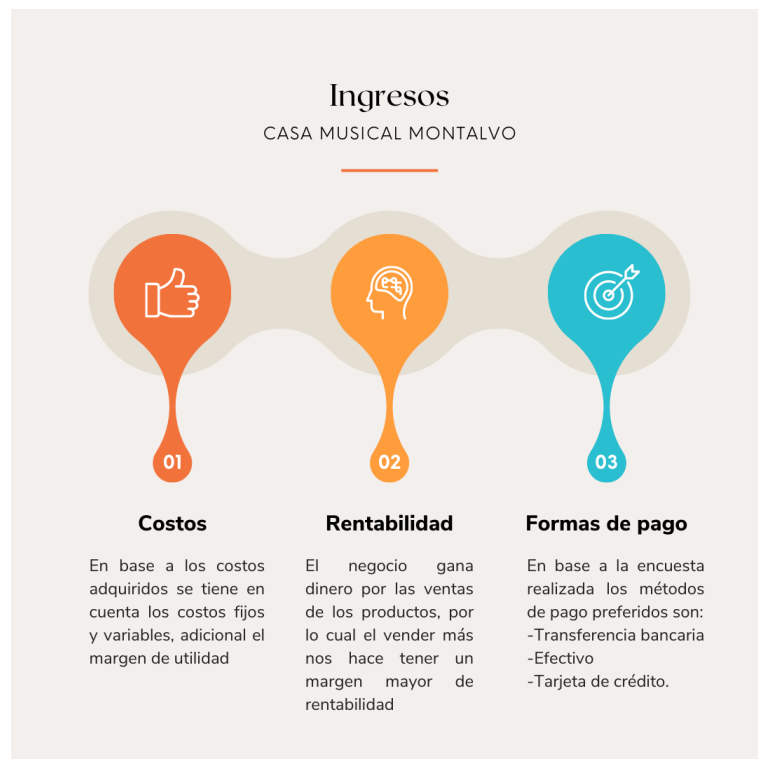 Ingresos
CASA MUSICAL MONTALVO
01
02
03
Costos
En base a los costos
adquiridos se tiene en
cuenta los costos fijos
y variables, adicional el
margen de utilidad
Rentabilidad
El negocio gana
dinero por las ventas
de los productos, por
lo cual el vender más
nos hace tener un
margen mayor de
rentabilidad
Formas de pago
En base a la encuesta
realizada los métodos
de pago preferidos son:
-Transferencia bancaria
-Efectivo
-Tarjeta de crédito.